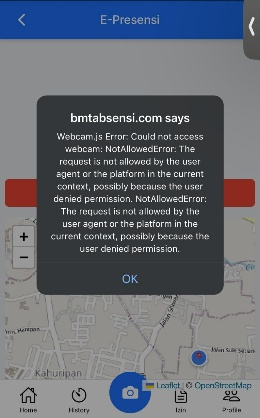 E-Presensi
bmtabsensi.com says
Webcam.js Error: Could not access
webcam: NotAllowedError: The
request is not allowed by the user
agent or the platform in the current
context, possibly because the user
denied permission. NotAllowedError:
The request is not allowed by the
user agent or the platform in the
current context, possibly because the
user denied permission.
OK
+
−
Kahuripan
Leaflet | © OpenStreetMap
Home
History
Izin
Profile